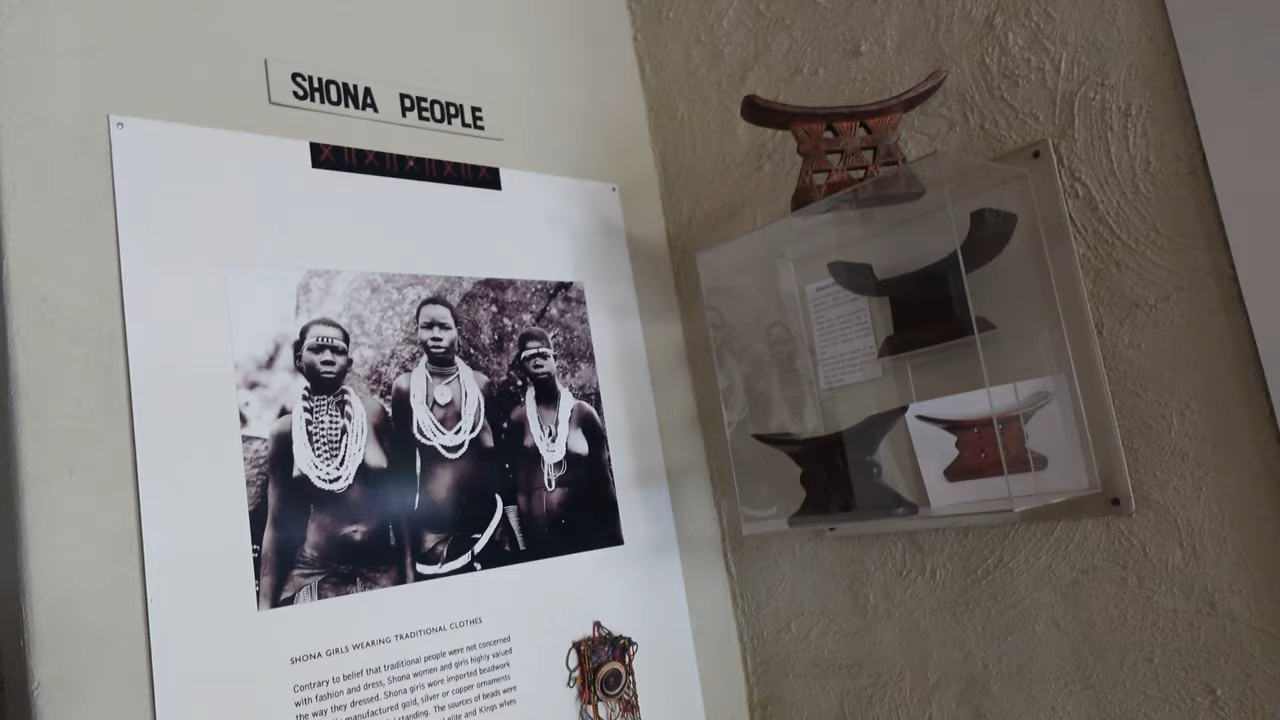 SHONA PEOPLE
SHONA GIRLS WEARING TRADITIONAL CLOTHES
Contrary to belief that traditional people were not concerned
with fashion and dress, Shona women and girls highly valued
the way they dressed. Shona girls wore imported beadwork
manufactured gold, silver or copper ornaments
standing. The sources of beads were
elite and Kings wives